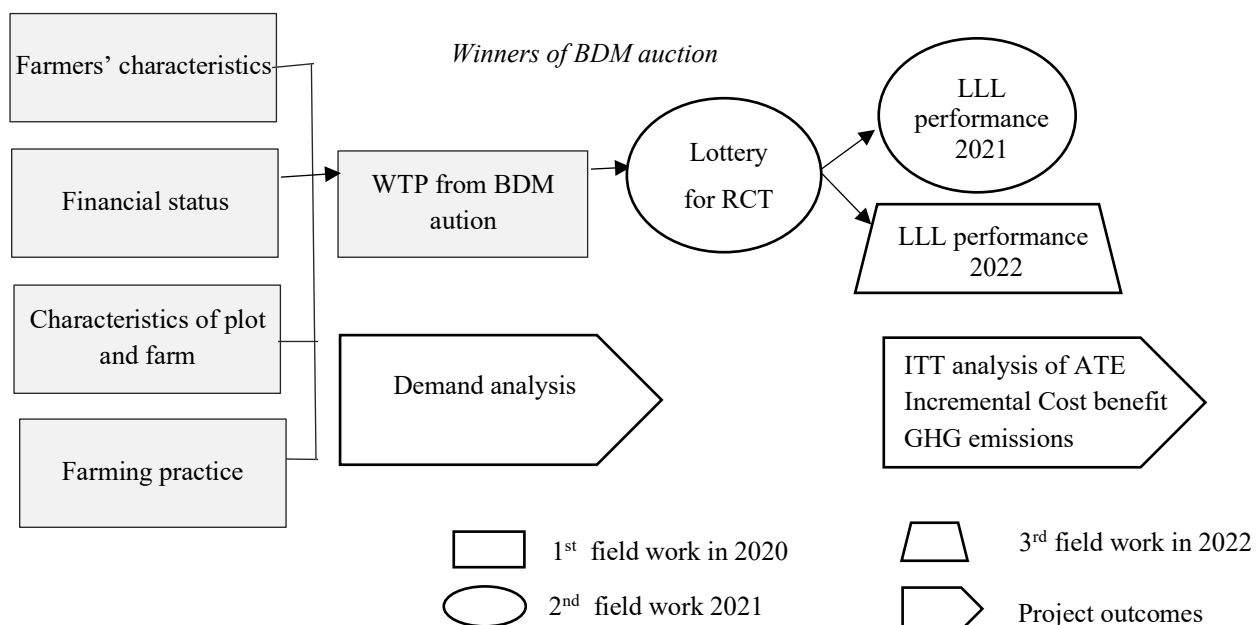 Farmers’ characteristics
Financial status
Characteristics of plot
and farm
Farming practice
Winners of BDM auction
WTP from BDM
aution
Lottery
for RCT
LLL
performance
2021
LLL performance
2022
Demand analysis
ITT analysis of ATE
Incremental Cost benefit
GHG emissions
1st field work in 2020
2nd field work 2021
3rd field work in 2022
Project outcomes